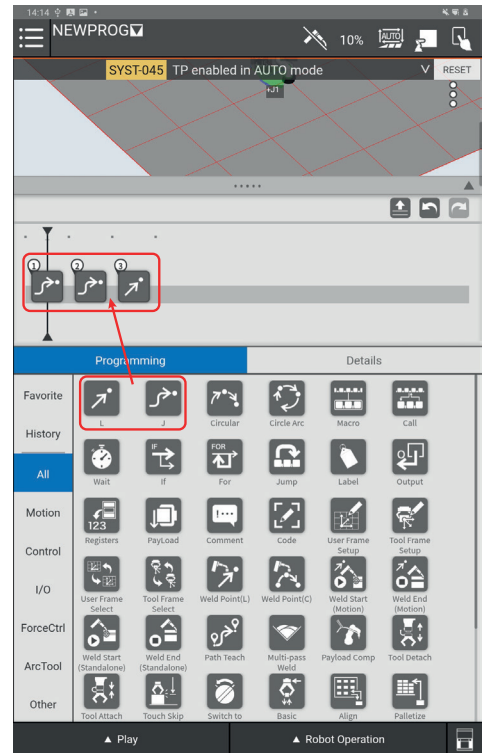 14:14
NEWPROG
10%
AUTO
SYST-045 TP enabled in AUTO mode
RESET
+J1
1 2 3
Programming Details
Favorite
History
All
Motion
Control
I/O
ForceCtrl
ArcTool
Other
L J Circular Circle Arc Macro Call
IF FOR
Wait If For Jump Label Output
123
Registers PayLoad Comment Code User Frame Setup Tool Frame Setup
User Frame Select Tool Frame Select Weld Point(L) Weld Point(C) Weld Start (Motion) Weld End (Motion)
Weld Start (Standalone) Weld End (Standalone) Path Teach Multi-pass Weld Payload Comp Tool Detach
Tool Attach Touch Skip Switch to Basic Align Palletize
▲ Play ▲ Robot Operation